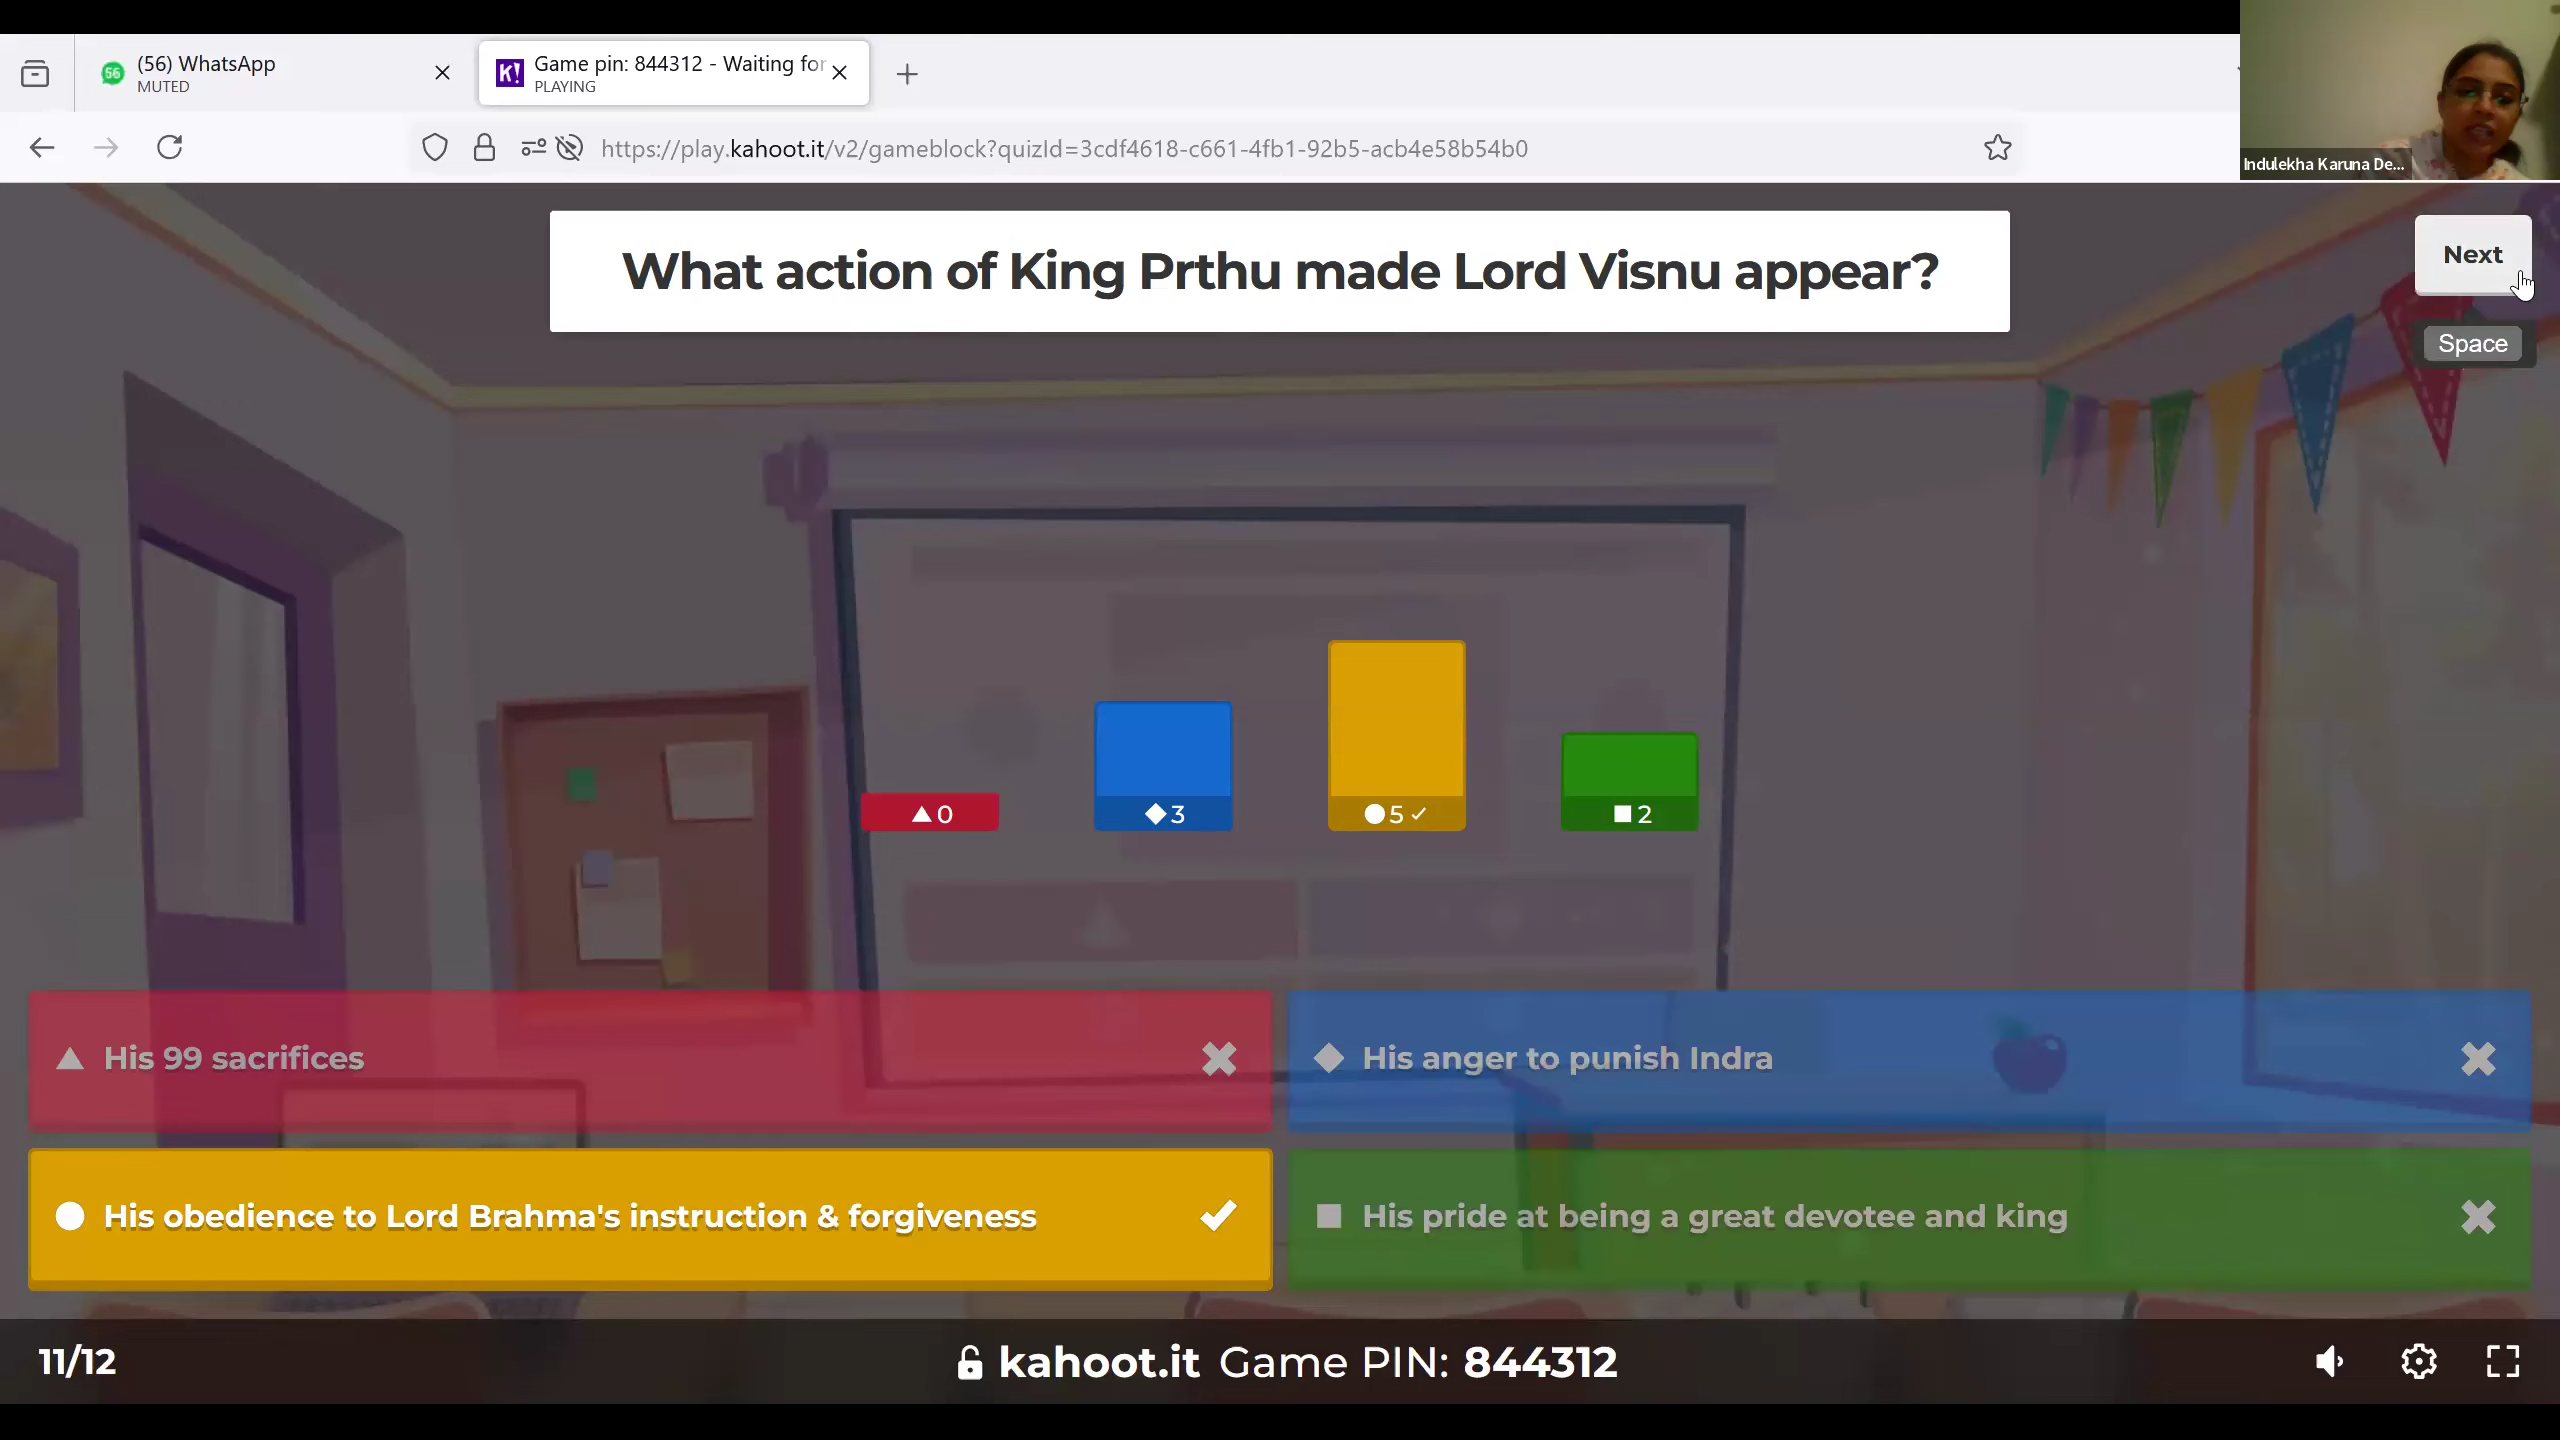 (56) WhatsApp
MUTED
Game pin: 844312 - Waiting for
PLAYING
56
K!
https://play.kahoot.it/v2/gameblock?quizId=3cdf4618-c661-4fb1-92b5-acb4e58b54b0
Indulekha Karuna De...
What action of King Prthu made Lord Visnu appear?
Next
Space
0
3
5
2
His 99 sacrifices
His anger to punish Indra
His obedience to Lord Brahma's instruction & forgiveness
His pride at being a great devotee and king
11/12
kahoot.it Game PIN: 844312